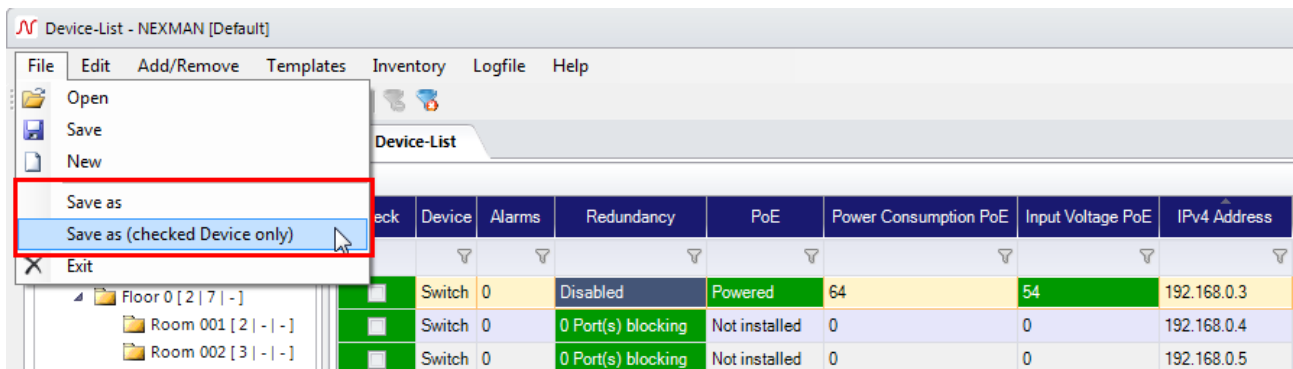 Device-List - NEXMAN [Default]
File Edit Add/Remove Templates Inventory Logfile Help
Open
Save
Device-List
New
Save as
eck Device Alarms Redundancy PoE Power Consumption PoE Input Voltage PoE IPv4 Address
Save as (checked Device only)
Exit
Floor 0 [ 2 | 7 | - ] Switch 0 Disabled Powered 64 54 192.168.0.3
Room 001 [ 2 | - | - ] Switch 0 0 Port(s) blocking Not installed 0 0 192.168.0.4
Room 002 [ 3 | - | - ] Switch 0 0 Port(s) blocking Not installed 0 0 192.168.0.5